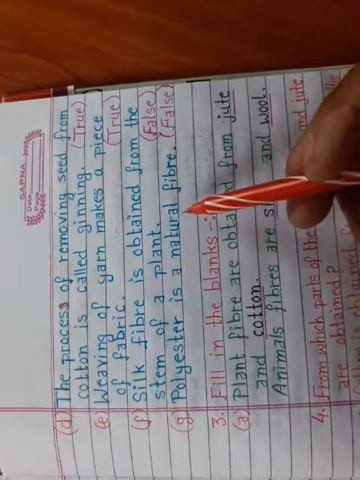 SAPNA
Date
Page
(d) The process of removing seed from
cotton is called ginning. (True)
(e) Weaving of yarn makes a piece
of fabric. (True)
(f) Silk fibre is obtained from the
stem of a plant. (False)
(g) Polyester is a natural fibre. (False)
3. Fill in the blanks:-
(a) Plant fibre are obta from jute
and cotton.
Animals fibres are and wool.
4. From which parts of the and jute
are obtained